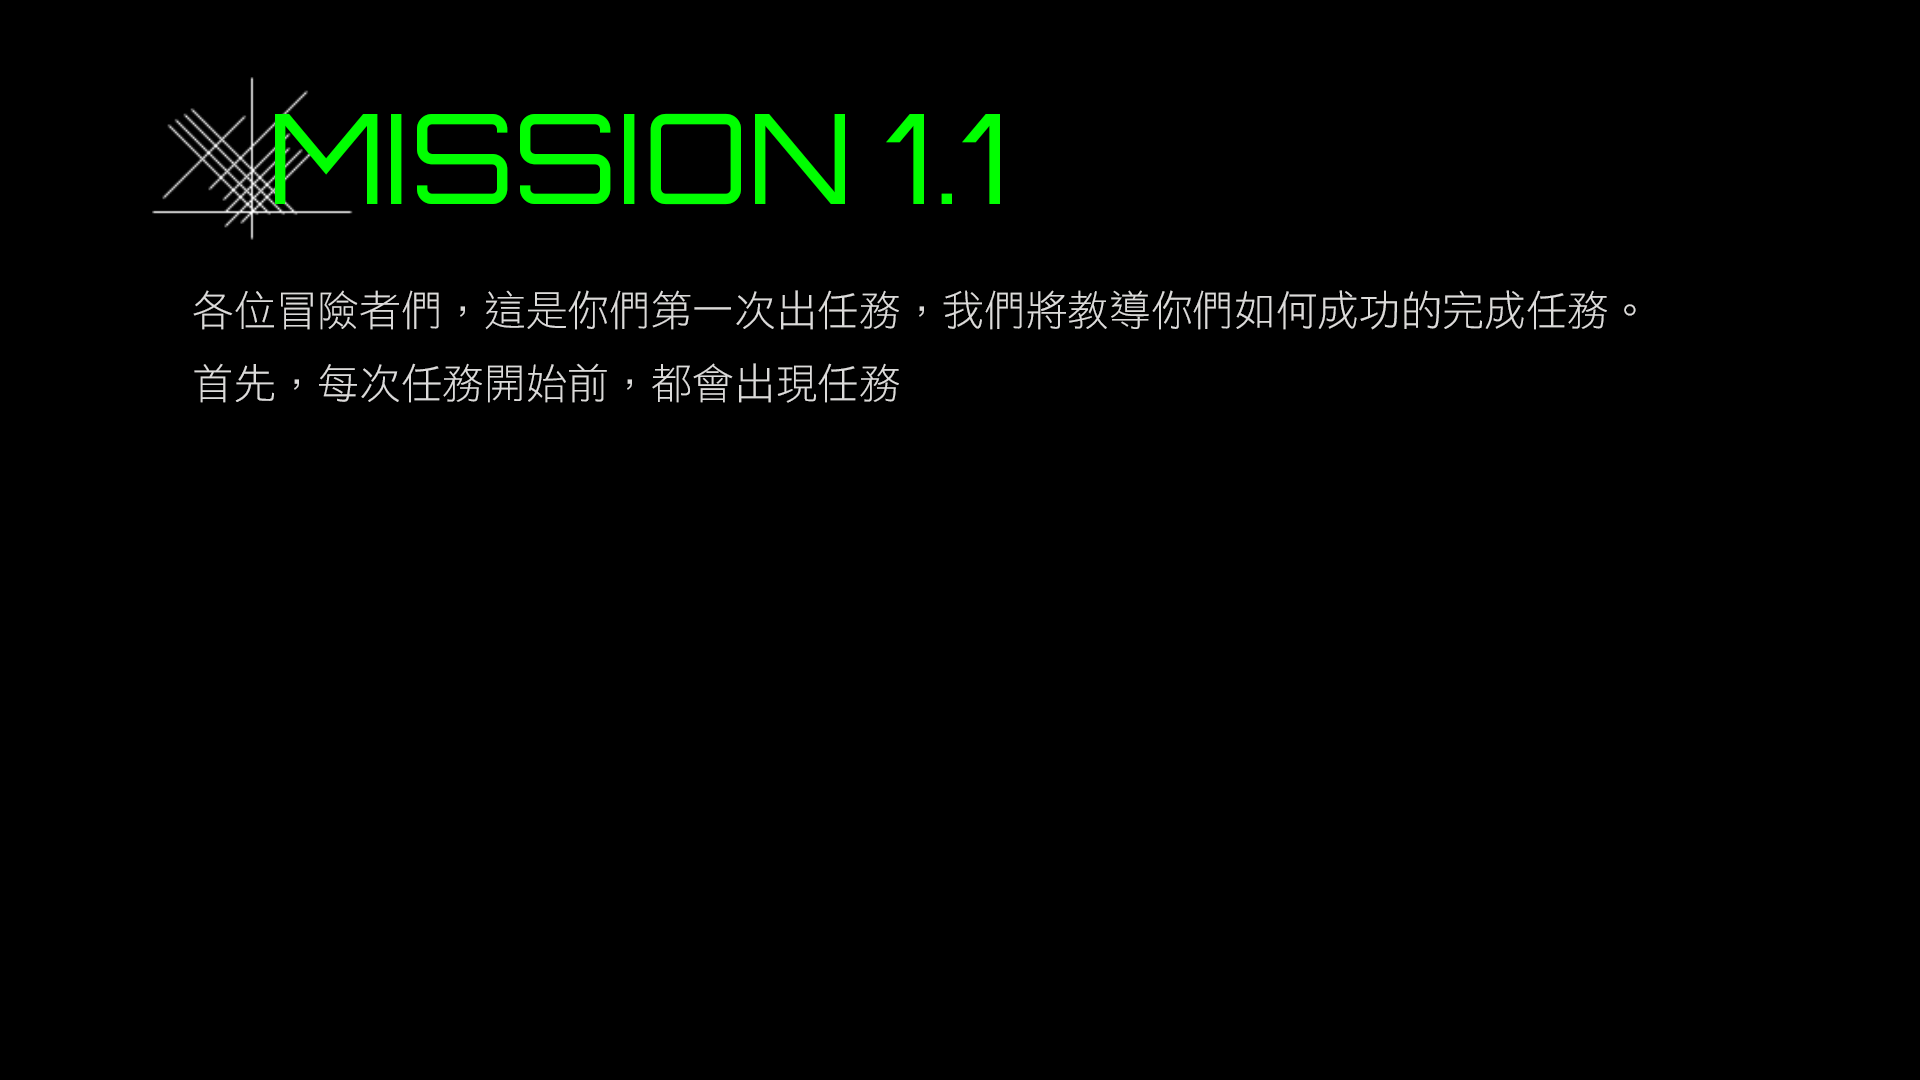 MISSION 1.1
各位冒險者們，這是你們第一次出任務，我們將教導你們如何成功的完成任務。
首先，每次任務開始前，都會出現任務